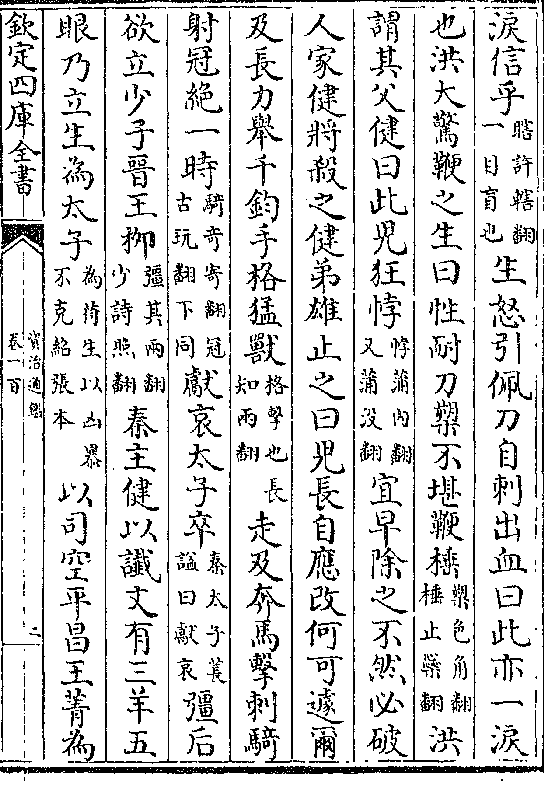 淚信乎瞎許轄翻一目盲也生怒引佩刀自刺出血曰此亦一淚
也洪大驚鞭之生曰性耐刀槊不堪鞭棰槊色角翻棰止橤翻洪
謂其父健曰此兒狂悖悖蒲内翻又蒲没翻宜早除之不然必破
人家健將殺之健弟雄止之曰兒長自應改何可遽爾
及長力舉千鈞手格猛獸格擊也長知兩翻走及奔馬擊刺騎
射冠絶一時騎奇寄翻冠古玩翻下同獻哀太子卒秦太子萇諡曰獻哀彊后
欲立少子晉王柳彊其兩翻少詩照翻秦主健以讖文有三羊五
眼乃立生為太子為苻生以凶暴不克紹張本以司空平昌王菁為
欽定四庫全書
資治通鑑
卷一百
二